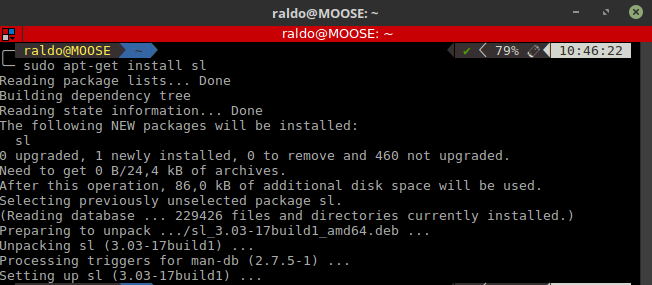 raldo@MOOSE: ~
raldo@MOOSE: ~
raldo@MOOSE ~ ✔ 79% 10:46:22
sudo apt-get install sl
Reading package lists... Done
Building dependency tree
Reading state information... Done
The following NEW packages will be installed:
sl
0 upgraded, 1 newly installed, 0 to remove and 460 not upgraded.
Need to get 0 B/24,4 kB of archives.
After this operation, 86,0 kB of additional disk space will be used.
Selecting previously unselected package sl.
(Reading database ... 229426 files and directories currently installed.)
Preparing to unpack .../sl_3.03-17build1_amd64.deb ...
Unpacking sl (3.03-17build1) ...
Processing triggers for man-db (2.7.5-1) ...
Setting up sl (3.03-17build1) ...